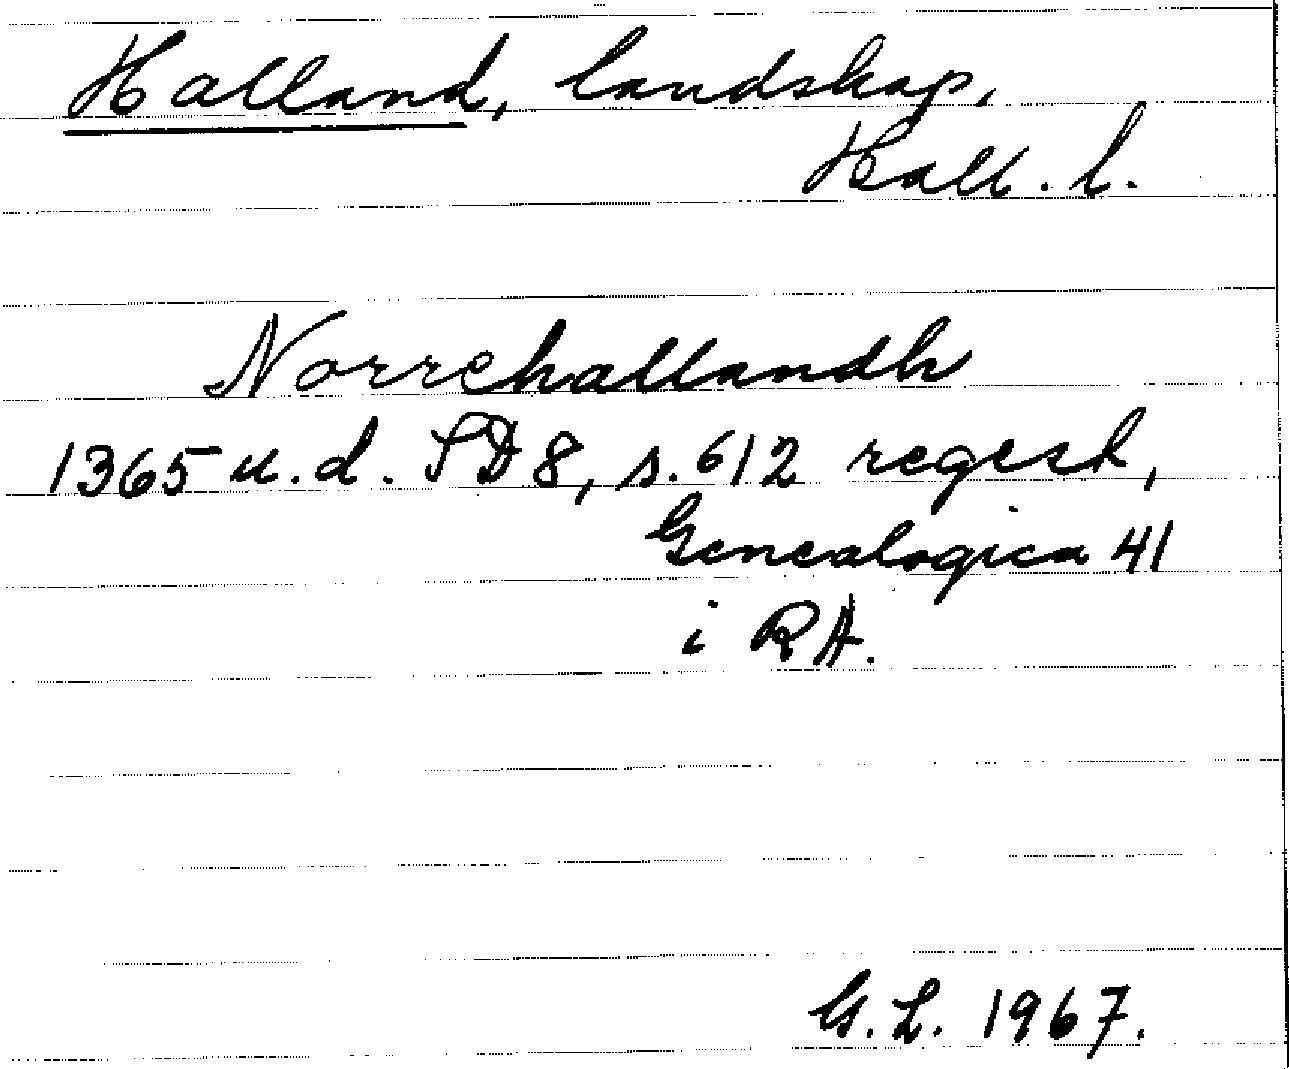 Halland, landskap,
Hall. l.
Norrehallandh
1365 u.d. SD 8, s. 612 regest,
Genealogica 41
i RA.
G.L. 1967.